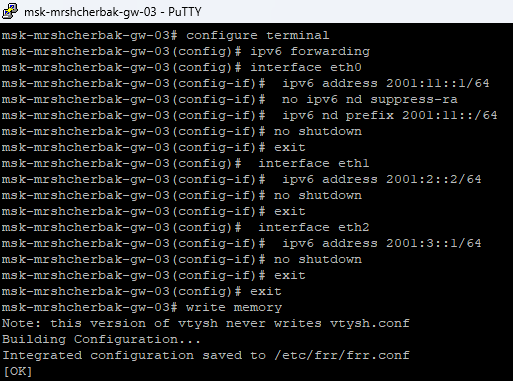 msk-mrshcherbak-gw-03 - PuTTY
msk-mrshcherbak-gw-03# configure terminal
msk-mrshcherbak-gw-03(config)# ipv6 forwarding
msk-mrshcherbak-gw-03(config)# interface eth0
msk-mrshcherbak-gw-03(config-if)#  ipv6 address 2001:11::1/64
msk-mrshcherbak-gw-03(config-if)#  no ipv6 nd suppress-ra
msk-mrshcherbak-gw-03(config-if)#  ipv6 nd prefix 2001:11::/64
msk-mrshcherbak-gw-03(config-if)# no shutdown
msk-mrshcherbak-gw-03(config-if)# exit
msk-mrshcherbak-gw-03(config)#  interface eth1
msk-mrshcherbak-gw-03(config-if)#  ipv6 address 2001:2::2/64
msk-mrshcherbak-gw-03(config-if)# no shutdown
msk-mrshcherbak-gw-03(config-if)# exit
msk-mrshcherbak-gw-03(config)#  interface eth2
msk-mrshcherbak-gw-03(config-if)#  ipv6 address 2001:3::1/64
msk-mrshcherbak-gw-03(config-if)# no shutdown
msk-mrshcherbak-gw-03(config-if)# exit
msk-mrshcherbak-gw-03(config)# exit
msk-mrshcherbak-gw-03# write memory
Note: this version of vtysh never writes vtysh.conf
Building Configuration...
Integrated configuration saved to /etc/frr/frr.conf
[OK]